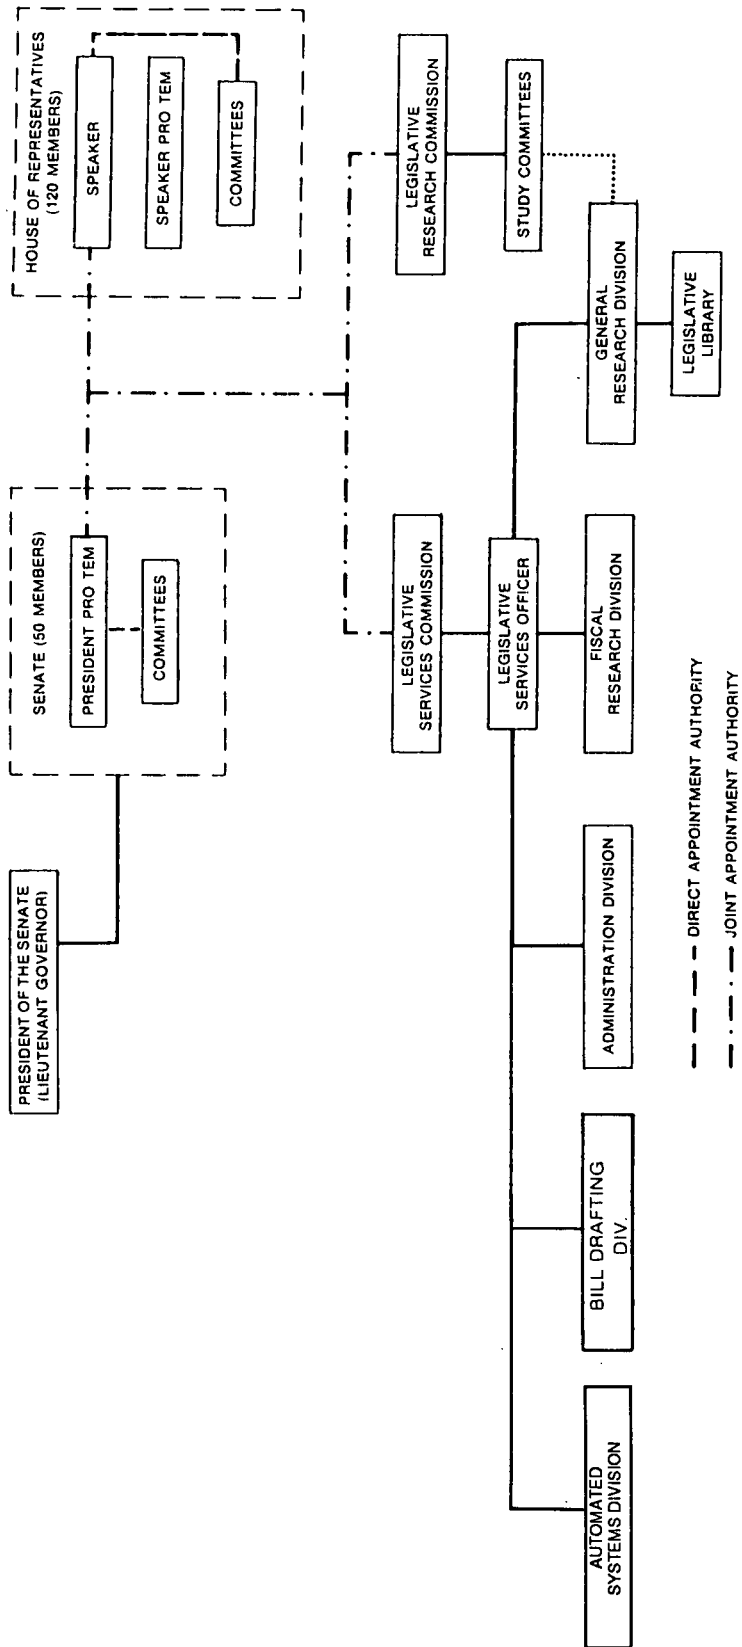 PRESIDENT OF THE SENATE
(LIEUTENANT GOVERNOR)
SENATE (50 MEMBERS)
PRESIDENT PRO TEM
COMMITTEES
HOUSE OF REPRESENTATIVES
(120 MEMBERS)
SPEAKER
SPEAKER PRO TEM
COMMITTEES
LEGISLATIVE
SERVICES COMMISSION
LEGISLATIVE
RESEARCH COMMISSION
LEGISLATIVE
SERVICES OFFICER
STUDY COMMITTEES
AUTOMATED
SYSTEMS DIVISION
BILL DRAFTING
DIV.
ADMINISTRATION DIVISION
FISCAL
RESEARCH DIVISION
GENERAL
RESEARCH DIVISION
LEGISLATIVE
LIBRARY
DIRECT APPOINTMENT AUTHORITY
JOINT APPOINTMENT AUTHORITY